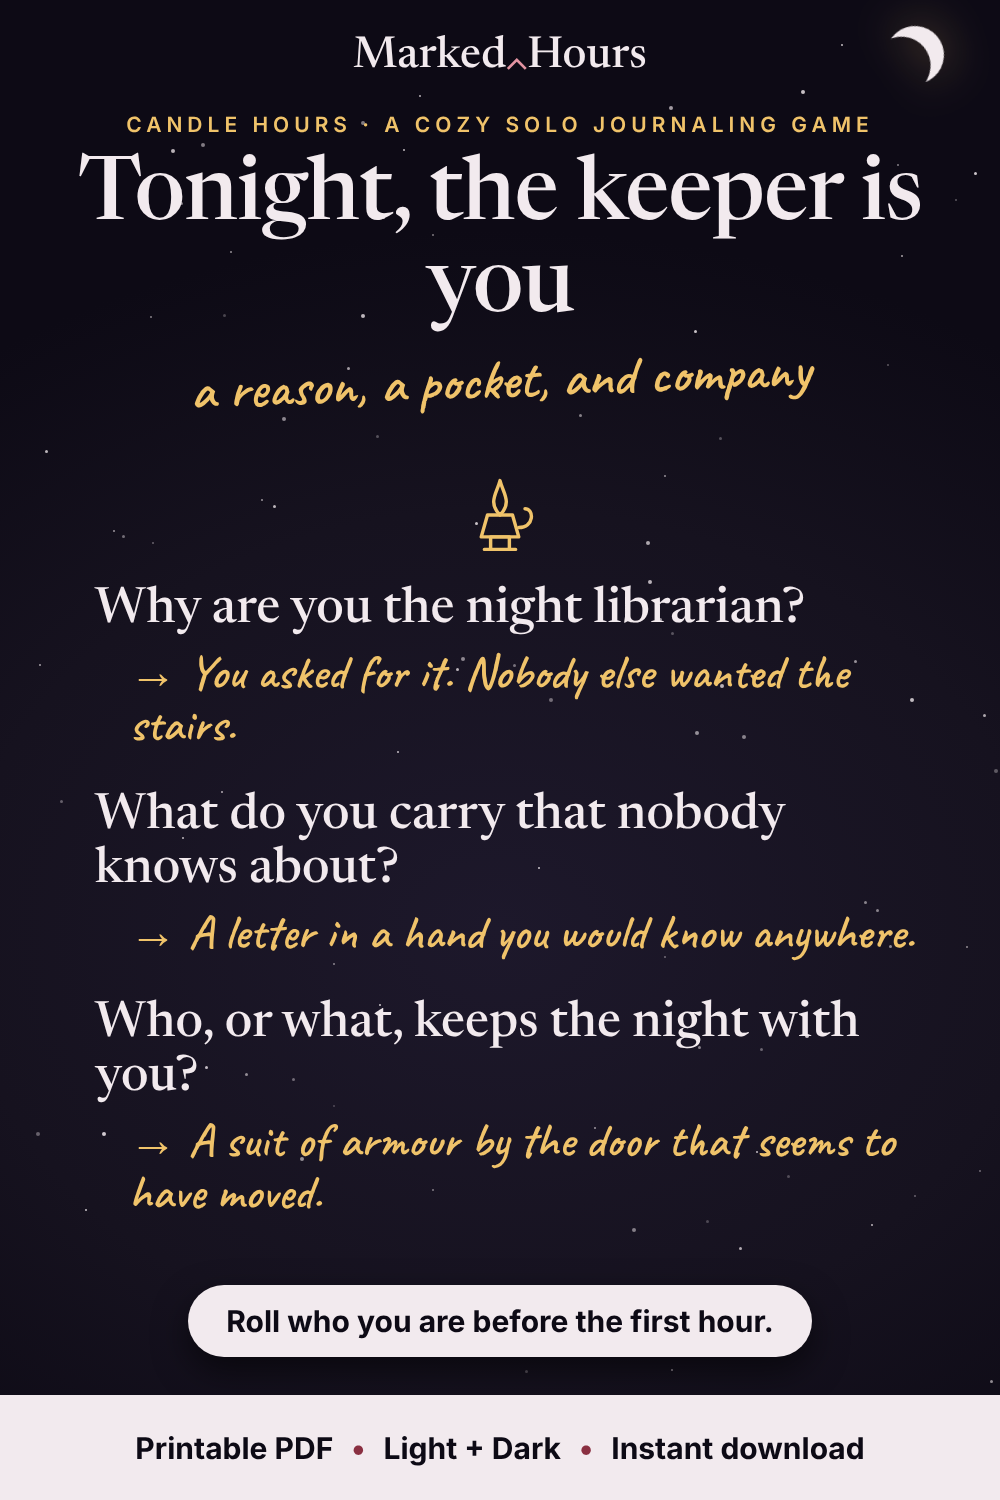 Marked‸Hours
CANDLE HOURS · A COZY SOLO JOURNALING GAME
Tonight, the keeper is
you
a reason, a pocket, and company
Why are you the night librarian?
→ You asked for it. Nobody else wanted the
stairs.
What do you carry that nobody
knows about?
→ A letter in a hand you would know anywhere.
Who, or what, keeps the night with
you?
→ A suit of armour by the door that seems to
have moved.
Roll who you are before the first hour.
Printable PDF • Light + Dark • Instant download